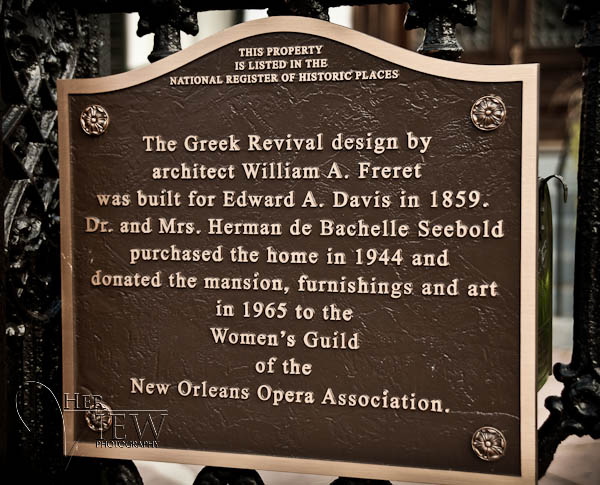 THIS PROPERTY
IS LISTED IN THE
NATIONAL REGISTER OF HISTORIC PLACES
The Greek Revival design by
architect William A. Freret
was built for Edward A. Davis in 1859.
Dr. and Mrs. Herman de Bachelle Seebold
purchased the home in 1944 and
donated the mansion, furnishings and art
in 1965 to the
Women's Guild
of the
New Orleans Opera Association.
HER
VIEW
PHOTOGRAPHY